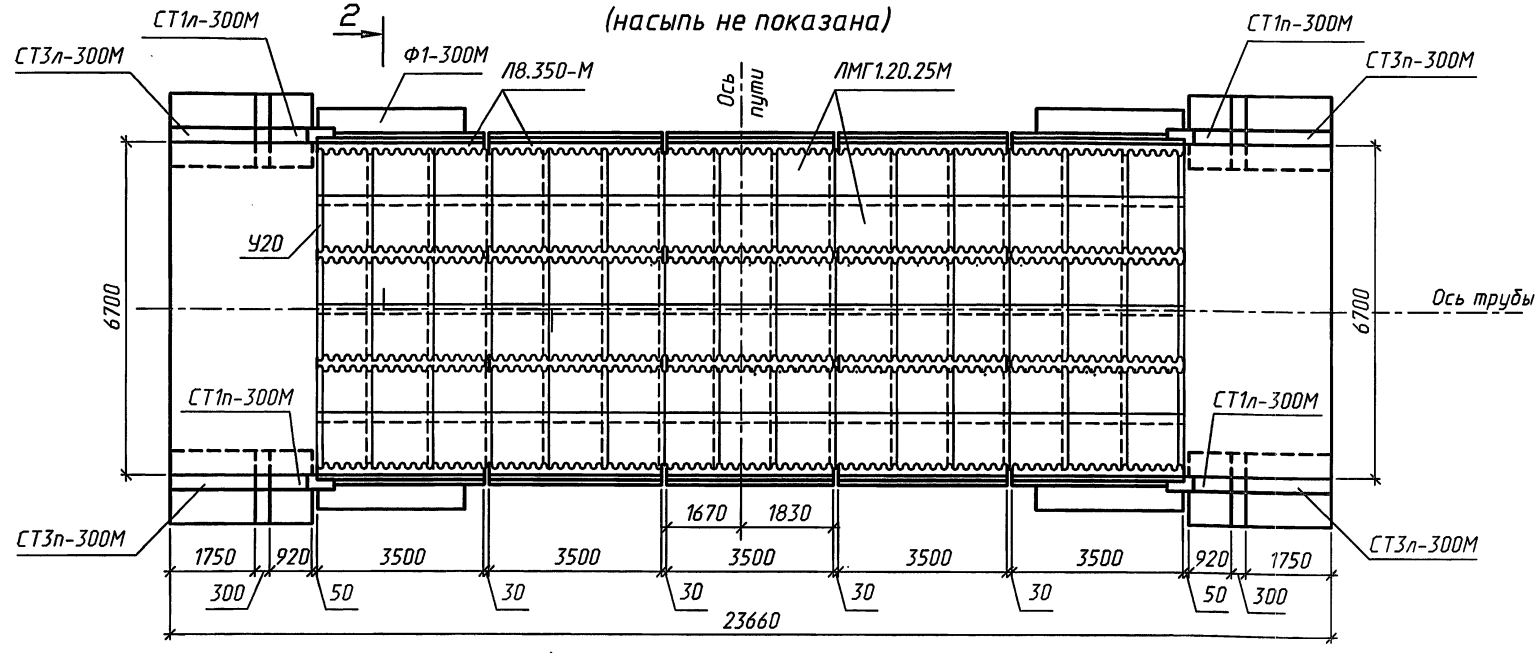 (насыпь не показана)
2
СТ1л-300М
СТ3л-300М
Ф1-300М
Л8.350-М
Ось
пути
ЛМГ1.20.25М
СТ1п-300М
СТ3п-300М
У20
6700
6700
Ось трубы
СТ1п-300М
СТ1л-300М
СТ3п-300М
СТ3л-300М
1670 1830
1750 920 3500 3500 3500 3500 3500 920 1750
300 50 30 30 30 30 50 300
23660